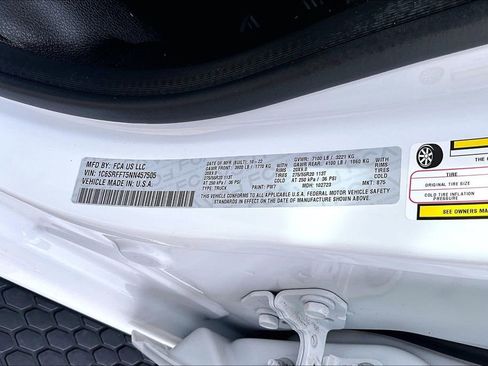 MFD BY: FCA US LLC
VIN: 1C6SRFFT5NN457505
VEHICLE MADE IN: U.S.A.
DATE OF MFR (BUILT): 10-22 GVWR: 7100 LB / 3221 KG
GAWR FRONT: 3900 LB / 1770 KG GAWR REAR: 4100 LB / 1860 KG
TIRES 275/55R20 113T TIRES 275/55R20 113T
AT 250 kPa / 36 PSI AT 250 kPa / 36 PSI
TYPE: TRUCK PAINT: PW7 MDH: 102723 MKT: 875
THIS VEHICLE CONFORMS TO ALL APPLICABLE U.S.A. FEDERAL MOTOR VEHICLE SAFETY
STANDARDS IN EFFECT ON THE DATE OF MANUFACTURE SHOWN ABOVE.
TIRE
ORIGINAL TIRE SIZE
COLD TIRE INFLATION
PRESSURE
SEE OWNERS